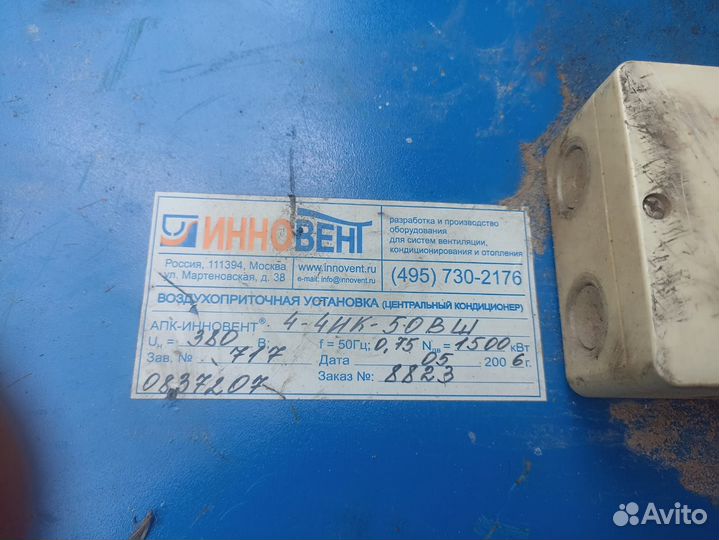 ИННОВЕНТ
разработка и производство
оборудования
для систем вентиляции,
кондиционирования и отопления
Россия, 111394, Москва
ул. Мартеновская, д. 38
www.innovent.ru
e-mail: info@innovent.ru
(495) 730-2176
ВОЗДУХОПРИТОЧНАЯ УСТАНОВКА (ЦЕНТРАЛЬНЫЙ КОНДИЦИОНЕР)
АПК-ИННОВЕНТ® 4-4НК-50ВШ
Uн = 380 В. f = 50Гц; 0,75 Nдв = 1500 кВт
Зав. № 717 Дата 05 2006 г.
0837207 Заказ №: 8823
Avito